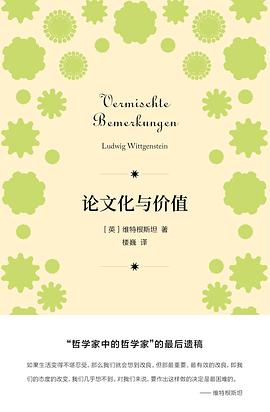 Vermischte
Bemerkungen
Ludwig Wittgenstein
论文化与价值
[英]维特根斯坦 著
楼巍 译
“哲学家中的哲学家”的最后遗稿
如果生活变得不堪忍受，那么我们就会想到改良。但那最重要、最有效的改良，即我
们的态度的改变，我们几乎想不到。对我们来说，要作出这样做的决定是最困难的。
—— 维特根斯坦